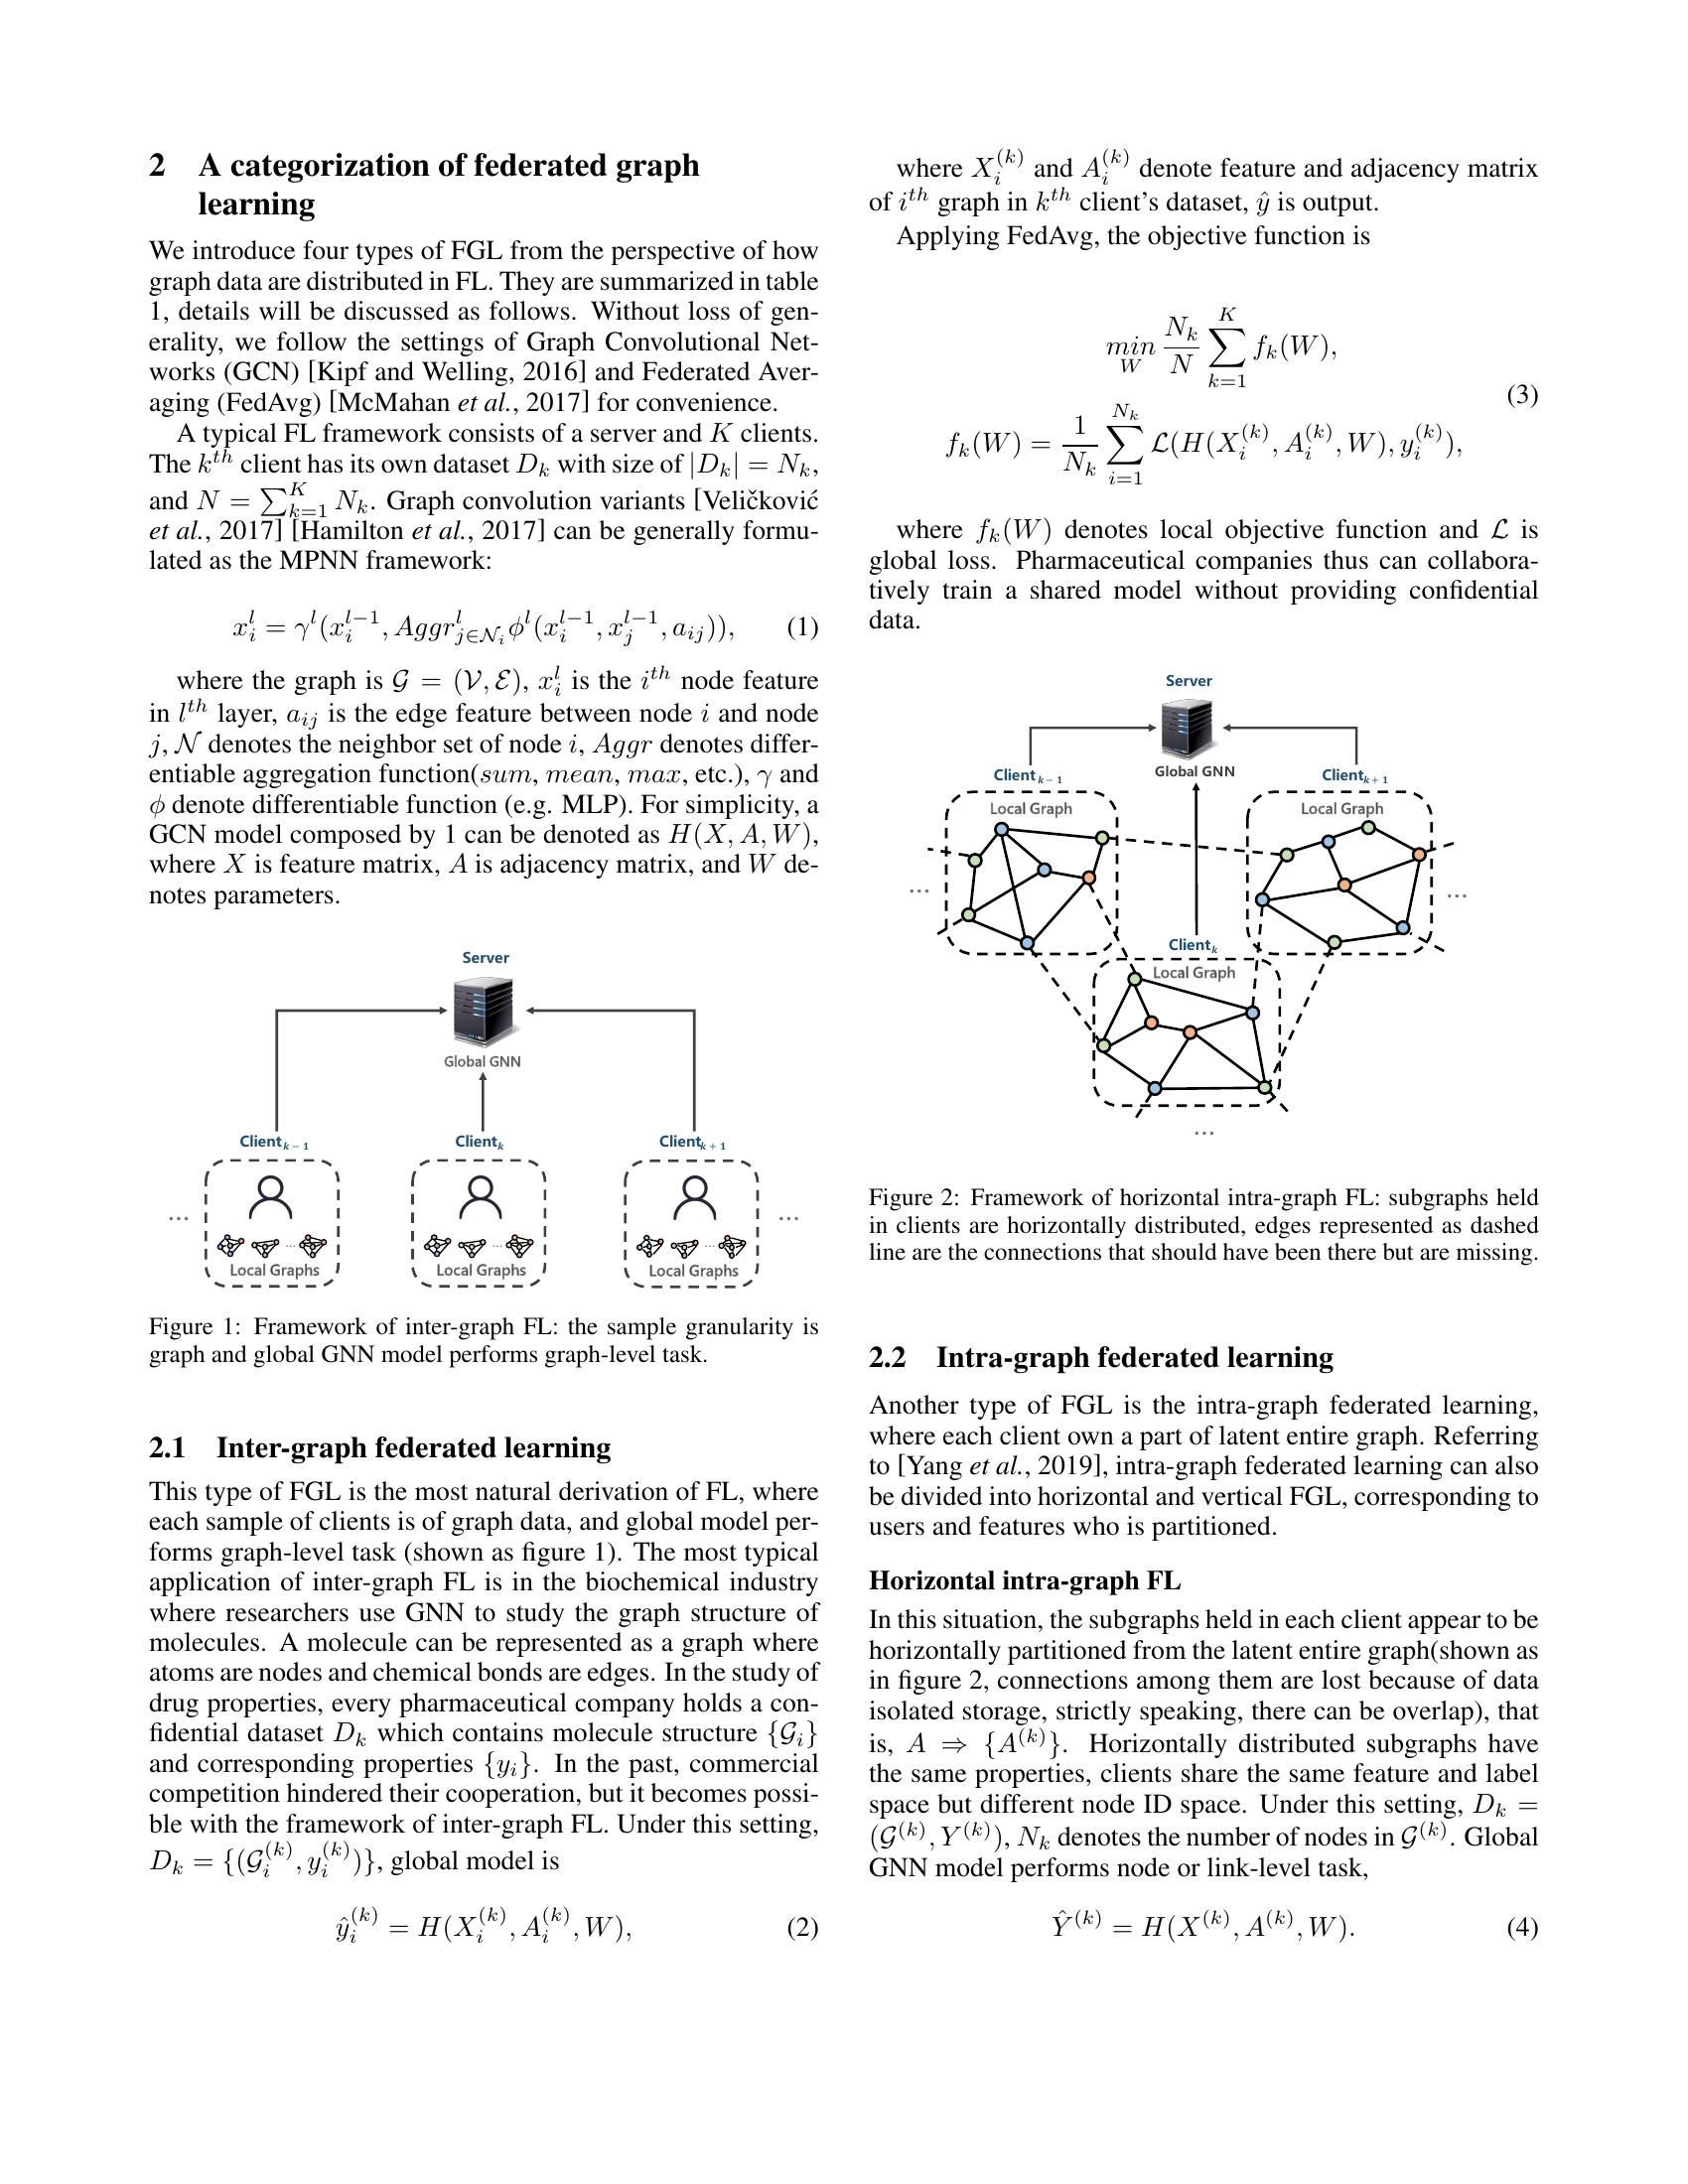 2 A categorization of federated graph
learning
We introduce four types of FGL from the perspective of how
graph data are distributed in FL. They are summarized in table
1, details will be discussed as follows. Without loss of gen-
erality, we follow the settings of Graph Convolutional Net-
works (GCN) [Kipf and Welling, 2016] and Federated Aver-
aging (FedAvg) [McMahan et al., 2017] for convenience.
A typical FL framework consists of a server and K clients.
The k^{th} client has its own dataset D_k with size of |D_k| = N_k,
and N = \sum_{k=1}^{K} N_k. Graph convolution variants [Veličković
et al., 2017] [Hamilton et al., 2017] can be generally formu-
lated as the MPNN framework:
x_i^l = γ^l(x_i^{l-1}, Aggr_{j∈\mathcal{N}_i}^l φ^l(x_i^{l-1}, x_j^{l-1}, a_{ij})), (1)
where the graph is \mathcal{G} = (\mathcal{V}, \mathcal{E}), x_i^l is the i^{th} node feature
in l^{th} layer, a_{ij} is the edge feature between node i and node
j, \mathcal{N} denotes the neighbor set of node i, Aggr denotes differ-
entiable aggregation function(sum, mean, max, etc.), γ and
φ denote differentiable function (e.g. MLP). For simplicity, a
GCN model composed by 1 can be denoted as H(X, A, W),
where X is feature matrix, A is adjacency matrix, and W de-
notes parameters.
Server
Global GNN
Client_{k-1}
Client_k
Client_{k+1}
...
Local Graphs
Local Graphs
Local Graphs
...
Figure 1: Framework of inter-graph FL: the sample granularity is
graph and global GNN model performs graph-level task.
2.1 Inter-graph federated learning
This type of FGL is the most natural derivation of FL, where
each sample of clients is of graph data, and global model per-
forms graph-level task (shown as figure 1). The most typical
application of inter-graph FL is in the biochemical industry
where researchers use GNN to study the graph structure of
molecules. A molecule can be represented as a graph where
atoms are nodes and chemical bonds are edges. In the study of
drug properties, every pharmaceutical company holds a con-
fidential dataset D_k which contains molecule structure {\mathcal{G}_i}
and corresponding properties {y_i}. In the past, commercial
competition hindered their cooperation, but it becomes possi-
ble with the framework of inter-graph FL. Under this setting,
D_k = {(\mathcal{G}_i^{(k)}, y_i^{(k)})}, global model is
\hat{y}_i^{(k)} = H(X_i^{(k)}, A_i^{(k)}, W), (2)
where X_i^{(k)} and A_i^{(k)} denote feature and adjacency matrix
of i^{th} graph in k^{th} client's dataset, \hat{y} is output.
Applying FedAvg, the objective function is
\min_W \frac{N_k}{N} \sum_{k=1}^{K} f_k(W),
(3)
f_k(W) = \frac{1}{N_k} \sum_{i=1}^{N_k} \mathcal{L}(H(X_i^{(k)}, A_i^{(k)}, W), y_i^{(k)}),
where f_k(W) denotes local objective function and \mathcal{L} is
global loss. Pharmaceutical companies thus can collabora-
tively train a shared model without providing confidential
data.
Server
Global GNN
Client_{k-1}
Client_{k+1}
Local Graph
Local Graph
...
...
Client_k
Local Graph
...
Figure 2: Framework of horizontal intra-graph FL: subgraphs held
in clients are horizontally distributed, edges represented as dashed
line are the connections that should have been there but are missing.
2.2 Intra-graph federated learning
Another type of FGL is the intra-graph federated learning,
where each client own a part of latent entire graph. Referring
to [Yang et al., 2019], intra-graph federated learning can also
be divided into horizontal and vertical FGL, corresponding to
users and features who is partitioned.
Horizontal intra-graph FL
In this situation, the subgraphs held in each client appear to be
horizontally partitioned from the latent entire graph(shown as
in figure 2, connections among them are lost because of data
isolated storage, strictly speaking, there can be overlap), that
is, A ⇒ {A^{(k)}}. Horizontally distributed subgraphs have
the same properties, clients share the same feature and label
space but different node ID space. Under this setting, D_k =
(\mathcal{G}^{(k)}, Y^{(k)}), N_k denotes the number of nodes in \mathcal{G}^{(k)}. Global
GNN model performs node or link-level task,
\hat{Y}^{(k)} = H(X^{(k)}, A^{(k)}, W). (4)